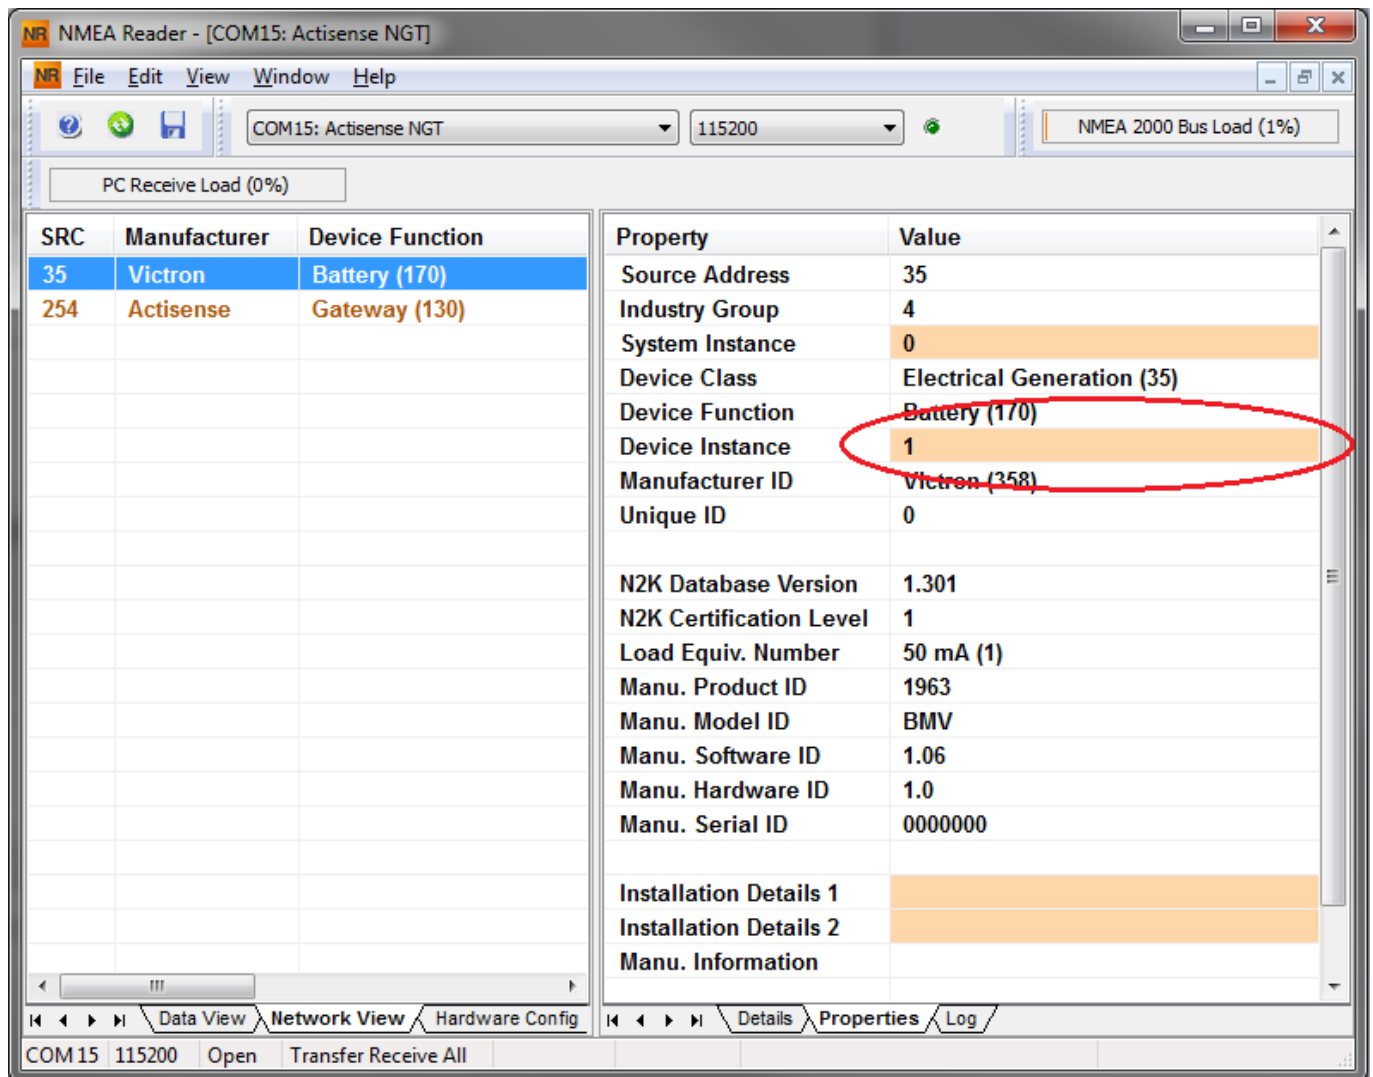 NR NMEA Reader - [COM15: Actisense NGT]
NR File Edit View Window Help
COM15: Actisense NGT 115200 NMEA 2000 Bus Load (1%)
PC Receive Load (0%)
SRC Manufacturer Device Function
35 Victron Battery (170)
254 Actisense Gateway (130)
Property Value
Source Address 35
Industry Group 4
System Instance 0
Device Class Electrical Generation (35)
Device Function Battery (170)
Device Instance 1
Manufacturer ID Victron (358)
Unique ID 0
N2K Database Version 1.301
N2K Certification Level 1
Load Equiv. Number 50 mA (1)
Manu. Product ID 1963
Manu. Model ID BMV
Manu. Software ID 1.06
Manu. Hardware ID 1.0
Manu. Serial ID 0000000
Installation Details 1
Installation Details 2
Manu. Information
Data View Network View Hardware Config
Details Properties Log
COM 15 115200 Open Transfer Receive All